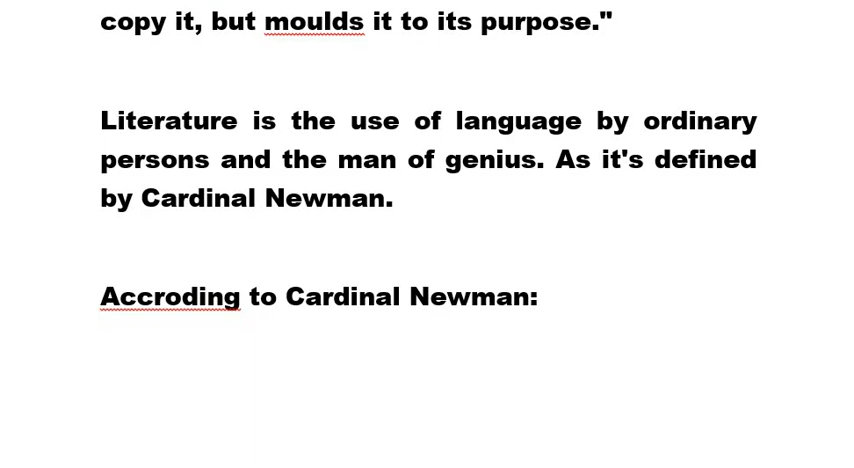 copy it, but moulds it to its purpose."
Literature is the use of language by ordinary
persons and the man of genius. As it's defined
by Cardinal Newman.
Accroding to Cardinal Newman: